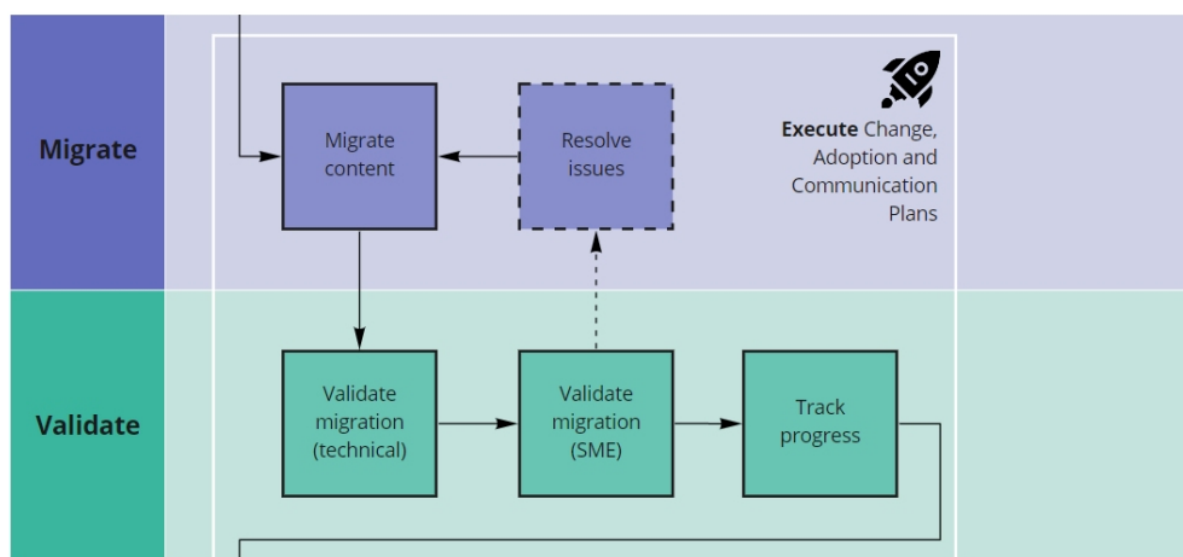 Migrate
Migrate
content
Resolve
issues
Execute Change,
Adoption and
Communication
Plans
Validate
Validate
migration
(technical)
Validate
migration
(SME)
Track
progress